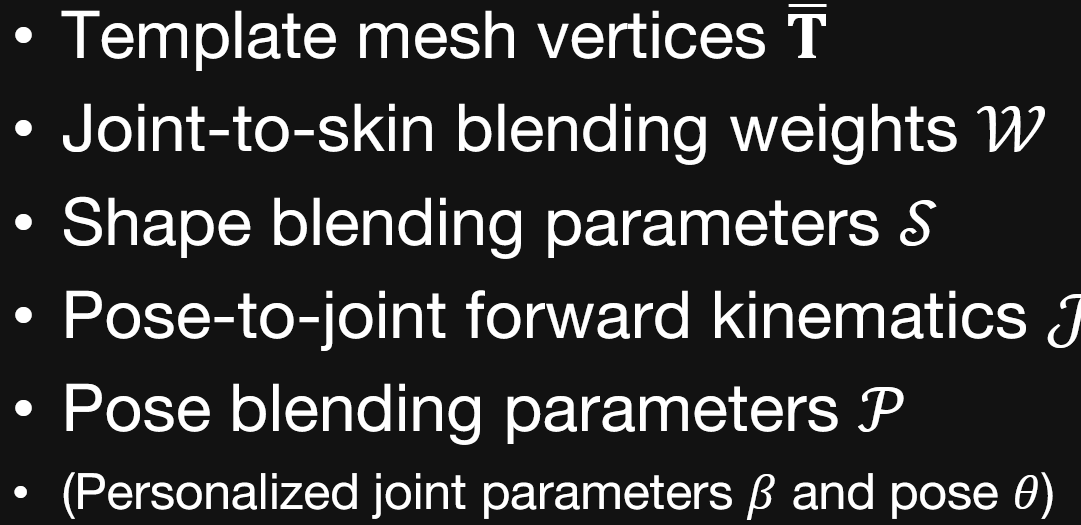 • Template mesh vertices T̅
• Joint-to-skin blending weights 𝒲
• Shape blending parameters 𝒮
• Pose-to-joint forward kinematics 𝒥
• Pose blending parameters 𝒫
• (Personalized joint parameters β and pose θ)